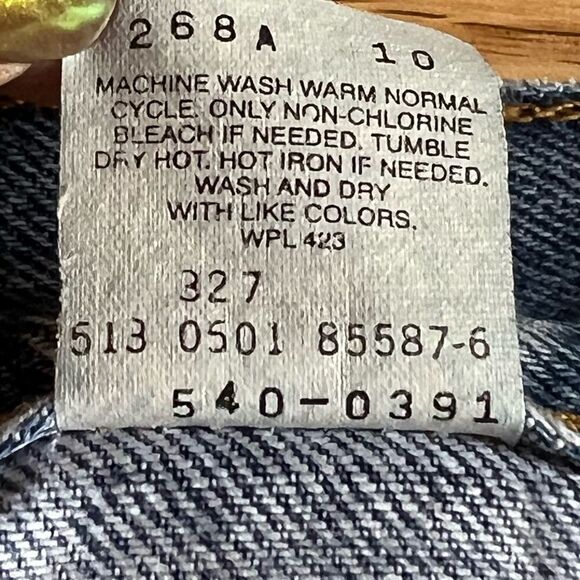 268A 10
MACHINE WASH WARM NORMAL
CYCLE. ONLY NON-CHLORINE
BLEACH IF NEEDED. TUMBLE
DRY HOT. HOT IRON IF NEEDED.
WASH AND DRY
WITH LIKE COLORS.
WPL 423
327
513 0501 85587-6
540-0391